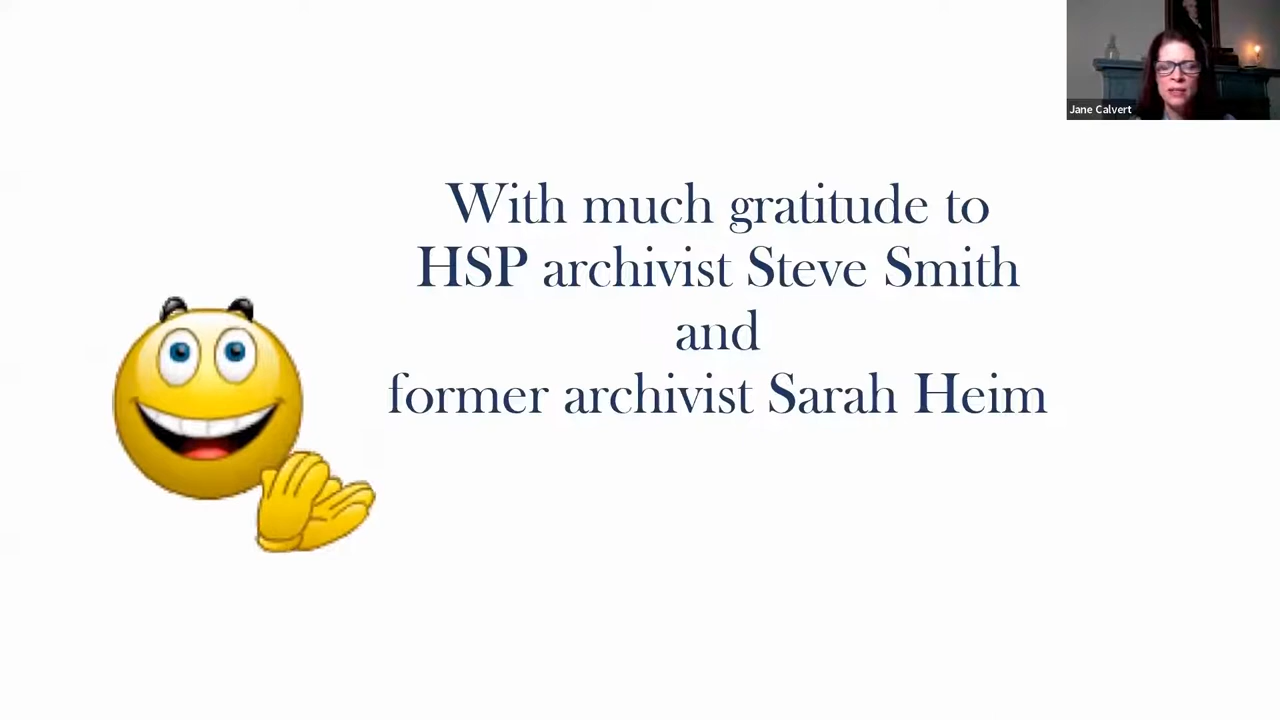 Jane Calvert
With much gratitude to
HSP archivist Steve Smith
and
former archivist Sarah Heim